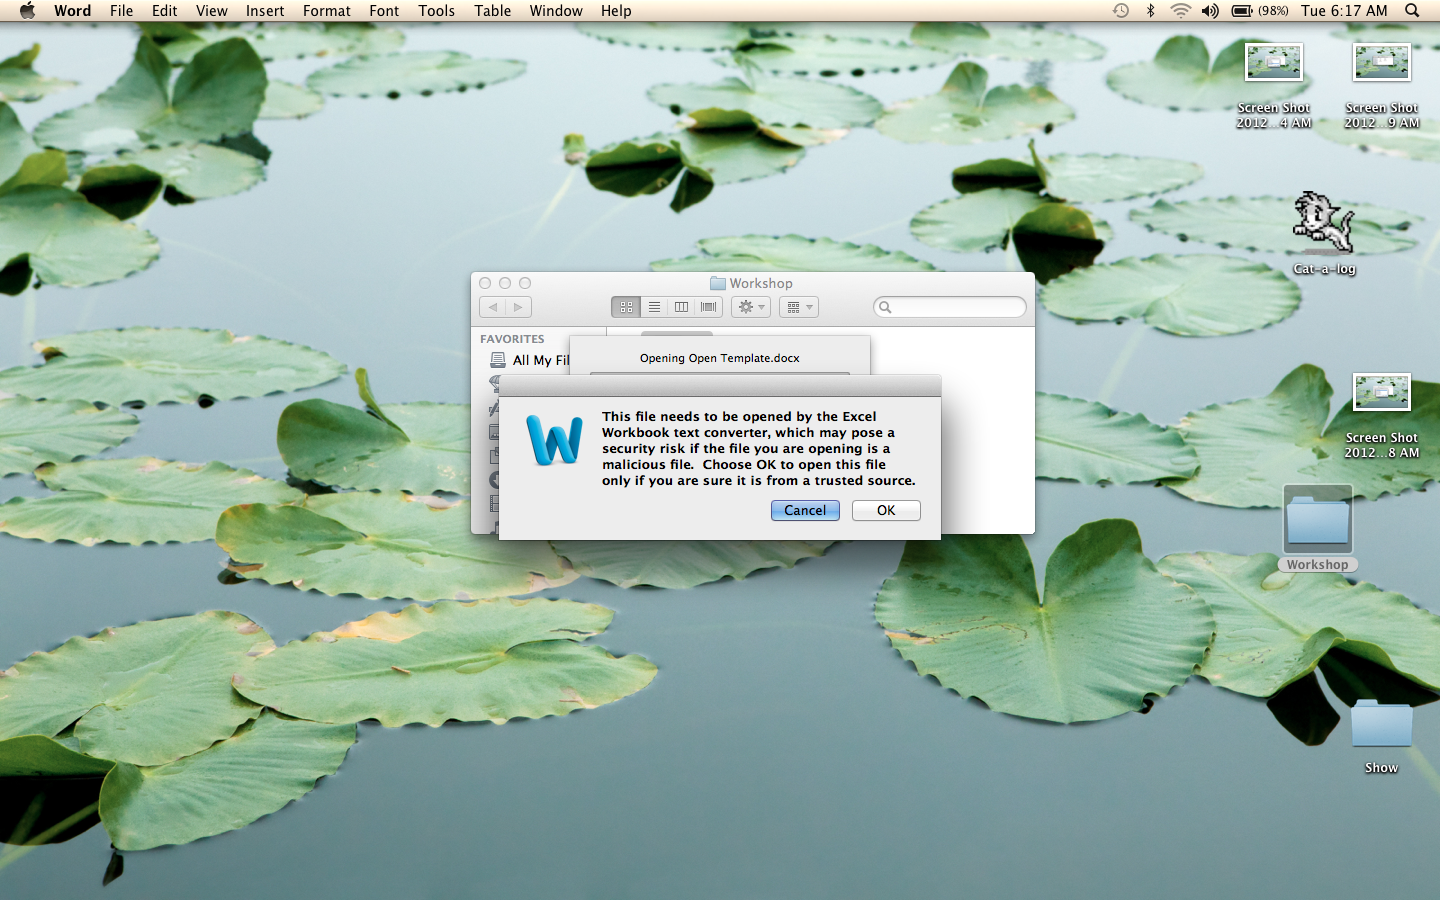 Word File Edit View Insert Format Font Tools Table Window Help (98%) Tue 6:17 AM
Screen Shot
2012...4 AM
Screen Shot
2012...9 AM
Cat-a-log
Workshop
FAVORITES
All My Fil
Opening Open Template.docx
This file needs to be opened by the Excel
Workbook text converter, which may pose a
security risk if the file you are opening is a
malicious file.  Choose OK to open this file
only if you are sure it is from a trusted source.
Cancel OK
Screen Shot
2012...8 AM
Workshop
Show